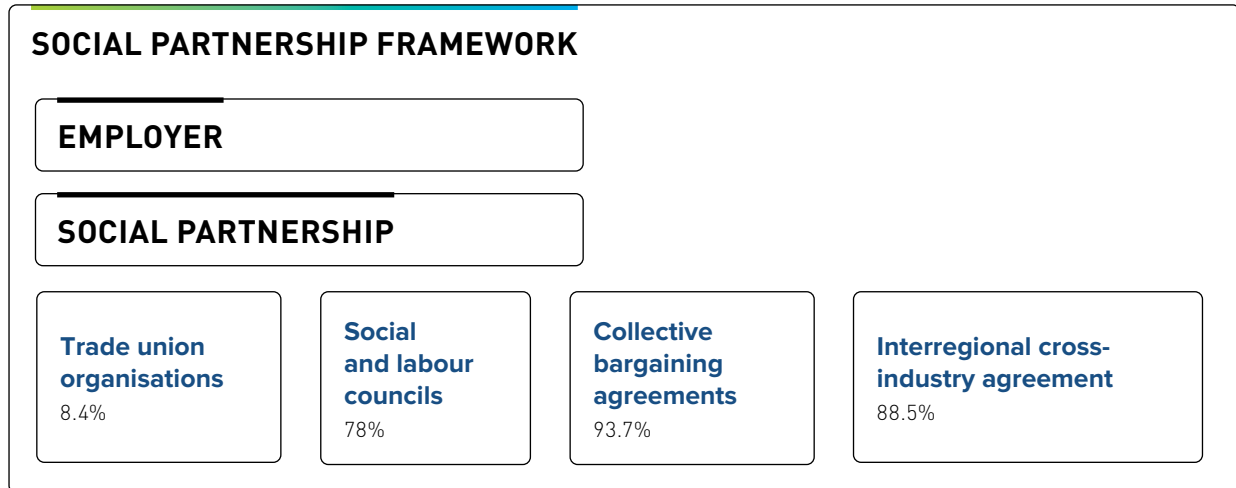 SOCIAL PARTNERSHIP FRAMEWORK
EMPLOYER
SOCIAL PARTNERSHIP
Trade union
organisations
8.4%
Social
and labour
councils
78%
Collective
bargaining
agreements
93.7%
Interregional cross-
industry agreement
88.5%